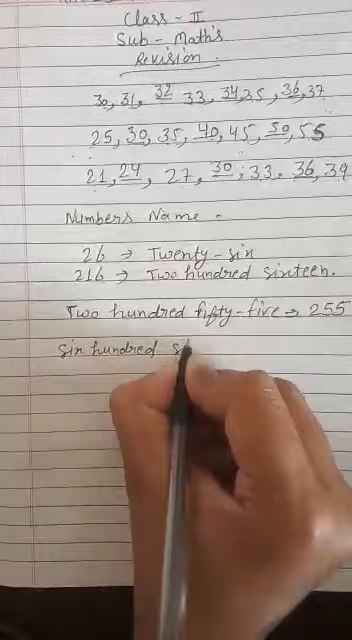 Class - II
Sub - Math's
Revision.
30, 31, 32 33, 34, 35, 36, 37
25, 30, 35, 40, 45, 50, 55
21, 24, 27, 30, 33, 36, 39
Numbers Name -
26 → Twenty-six
216 → Two hundred sixteen.
Two hundred fifty-five → 255
Six hundred s